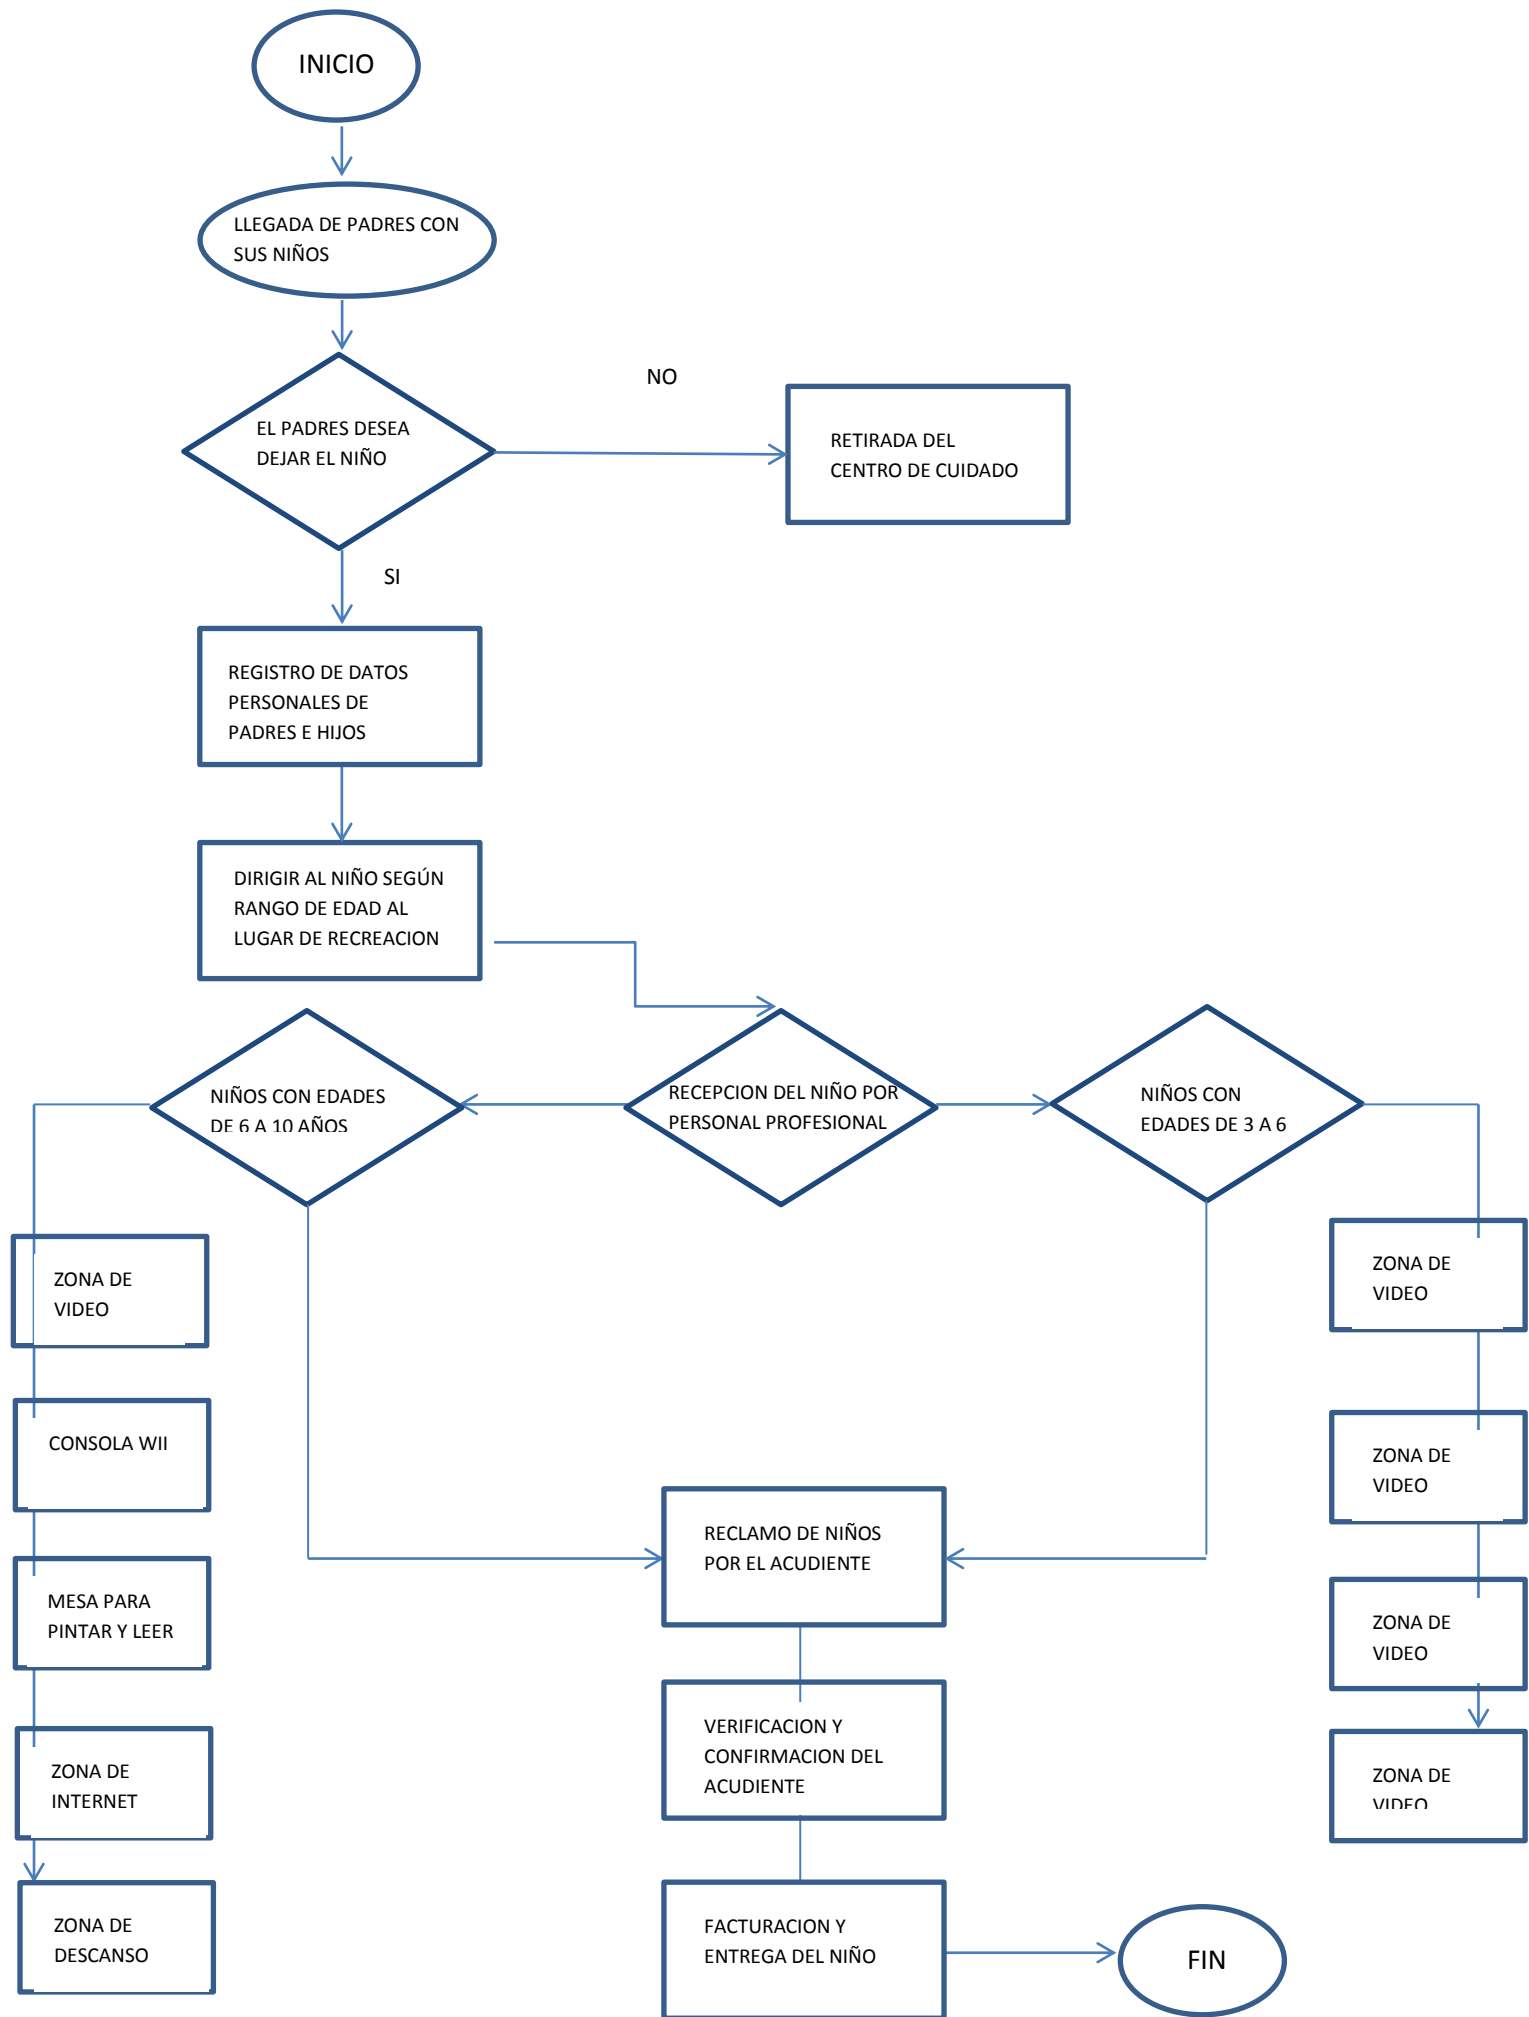 INICIO
LLEGADA DE PADRES CON
SUS NIÑOS
EL PADRES DESEA
DEJAR EL NIÑO
NO
RETIRADA DEL
CENTRO DE CUIDADO
SI
REGISTRO DE DATOS
PERSONALES DE
PADRES E HIJOS
DIRIGIR AL NIÑO SEGÚN
RANGO DE EDAD AL
LUGAR DE RECREACION
NIÑOS CON EDADES
DE 6 A 10 AÑOS
RECEPCION DEL NIÑO POR
PERSONAL PROFESIONAL
NIÑOS CON
EDADES DE 3 A 6
ZONA DE
VIDEO
CONSOLA WII
MESA PARA
PINTAR Y LEER
ZONA DE
INTERNET
ZONA DE
DESCANSO
RECLAMO DE NIÑOS
POR EL ACUDIENTE
VERIFICACION Y
CONFIRMACION DEL
ACUDIENTE
FACTURACION Y
ENTREGA DEL NIÑO
FIN
ZONA DE
VIDEO
ZONA DE
VIDEO
ZONA DE
VIDEO
ZONA DE
VIDEO